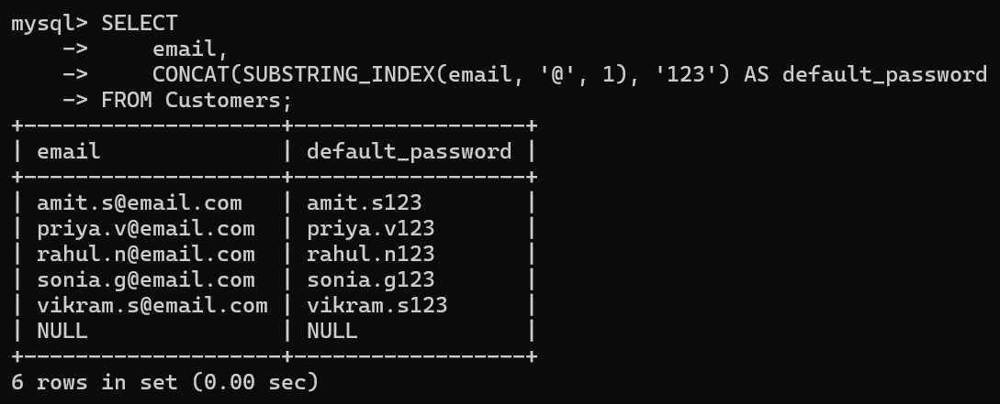 mysql> SELECT
    ->     email,
    ->     CONCAT(SUBSTRING_INDEX(email, '@', 1), '123') AS default_password
    -> FROM Customers;
+--------------------+------------------+
| email              | default_password |
+--------------------+------------------+
| amit.s@email.com   | amit.s123        |
| priya.v@email.com  | priya.v123       |
| rahul.n@email.com  | rahul.n123       |
| sonia.g@email.com  | sonia.g123       |
| vikram.s@email.com | vikram.s123      |
| NULL               | NULL             |
+--------------------+------------------+
6 rows in set (0.00 sec)